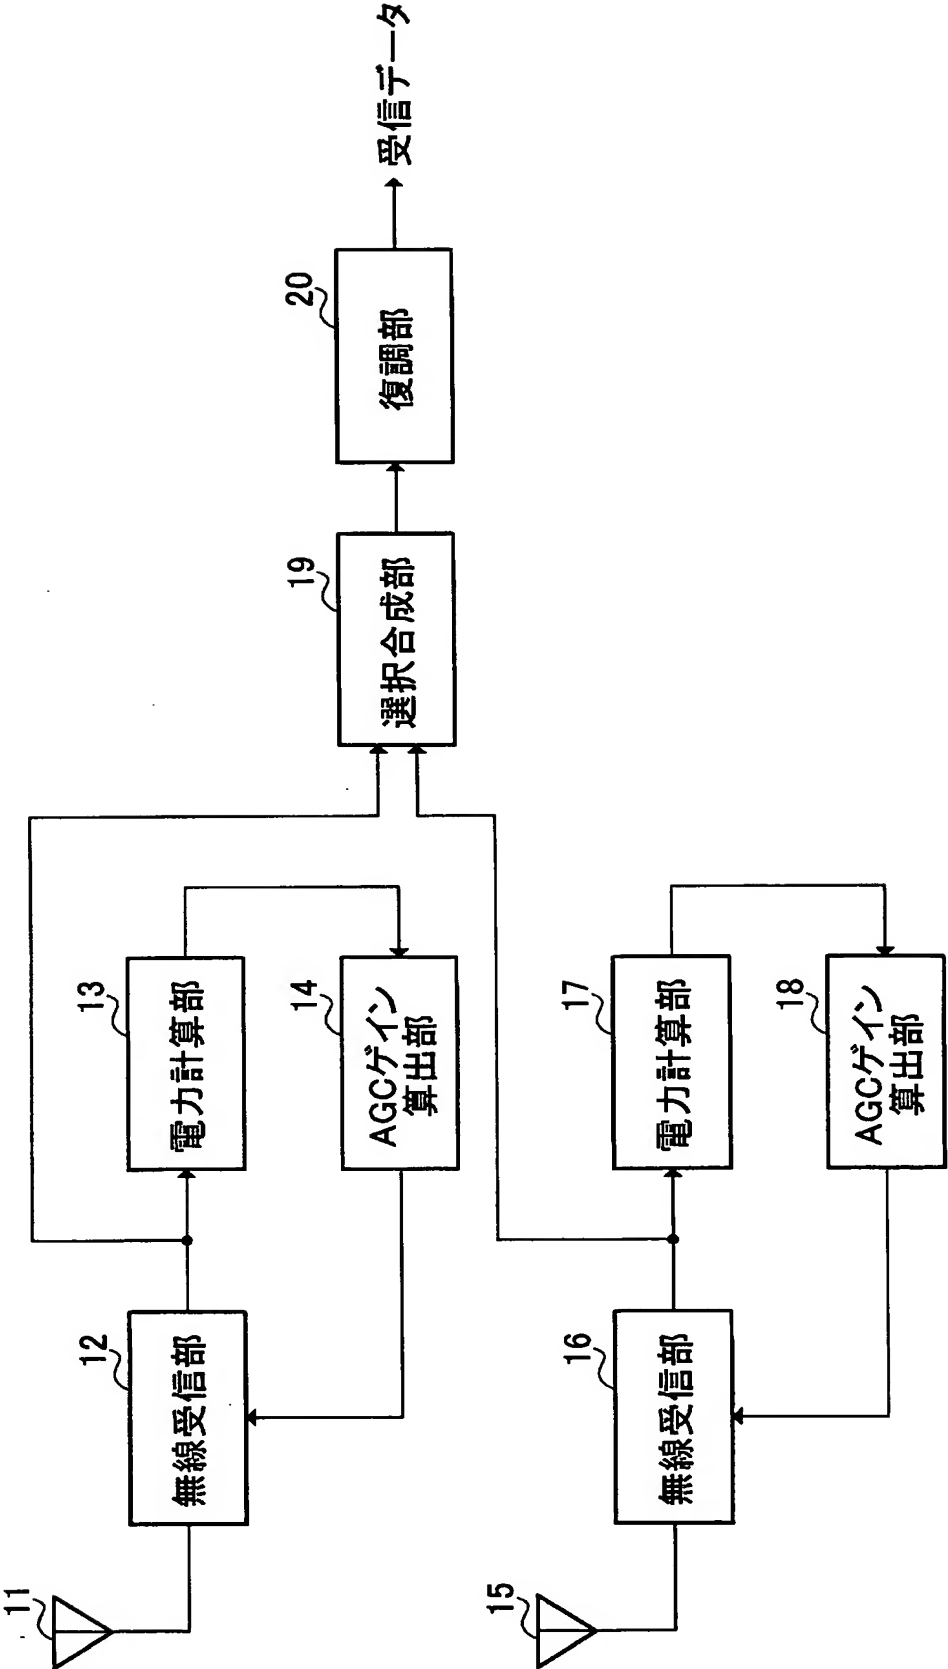 11
12
無線受信部
13
電力計算部
14
AGCゲイン
算出部
15
16
無線受信部
17
電力計算部
18
AGCゲイン
算出部
19
選択合成部
20
復調部
受信データ